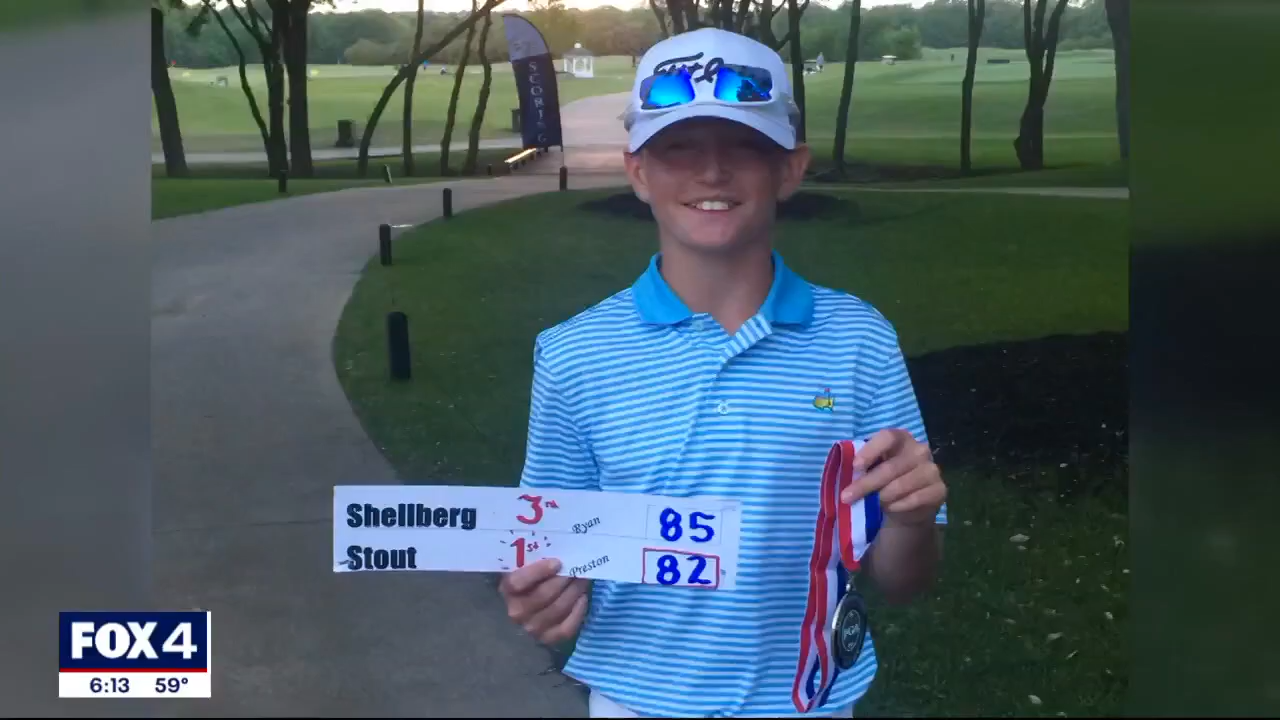 SCORING
Shellberg 3rd Ryan 85
Stout 1st Preston 82
FOX 4
6:13 59°